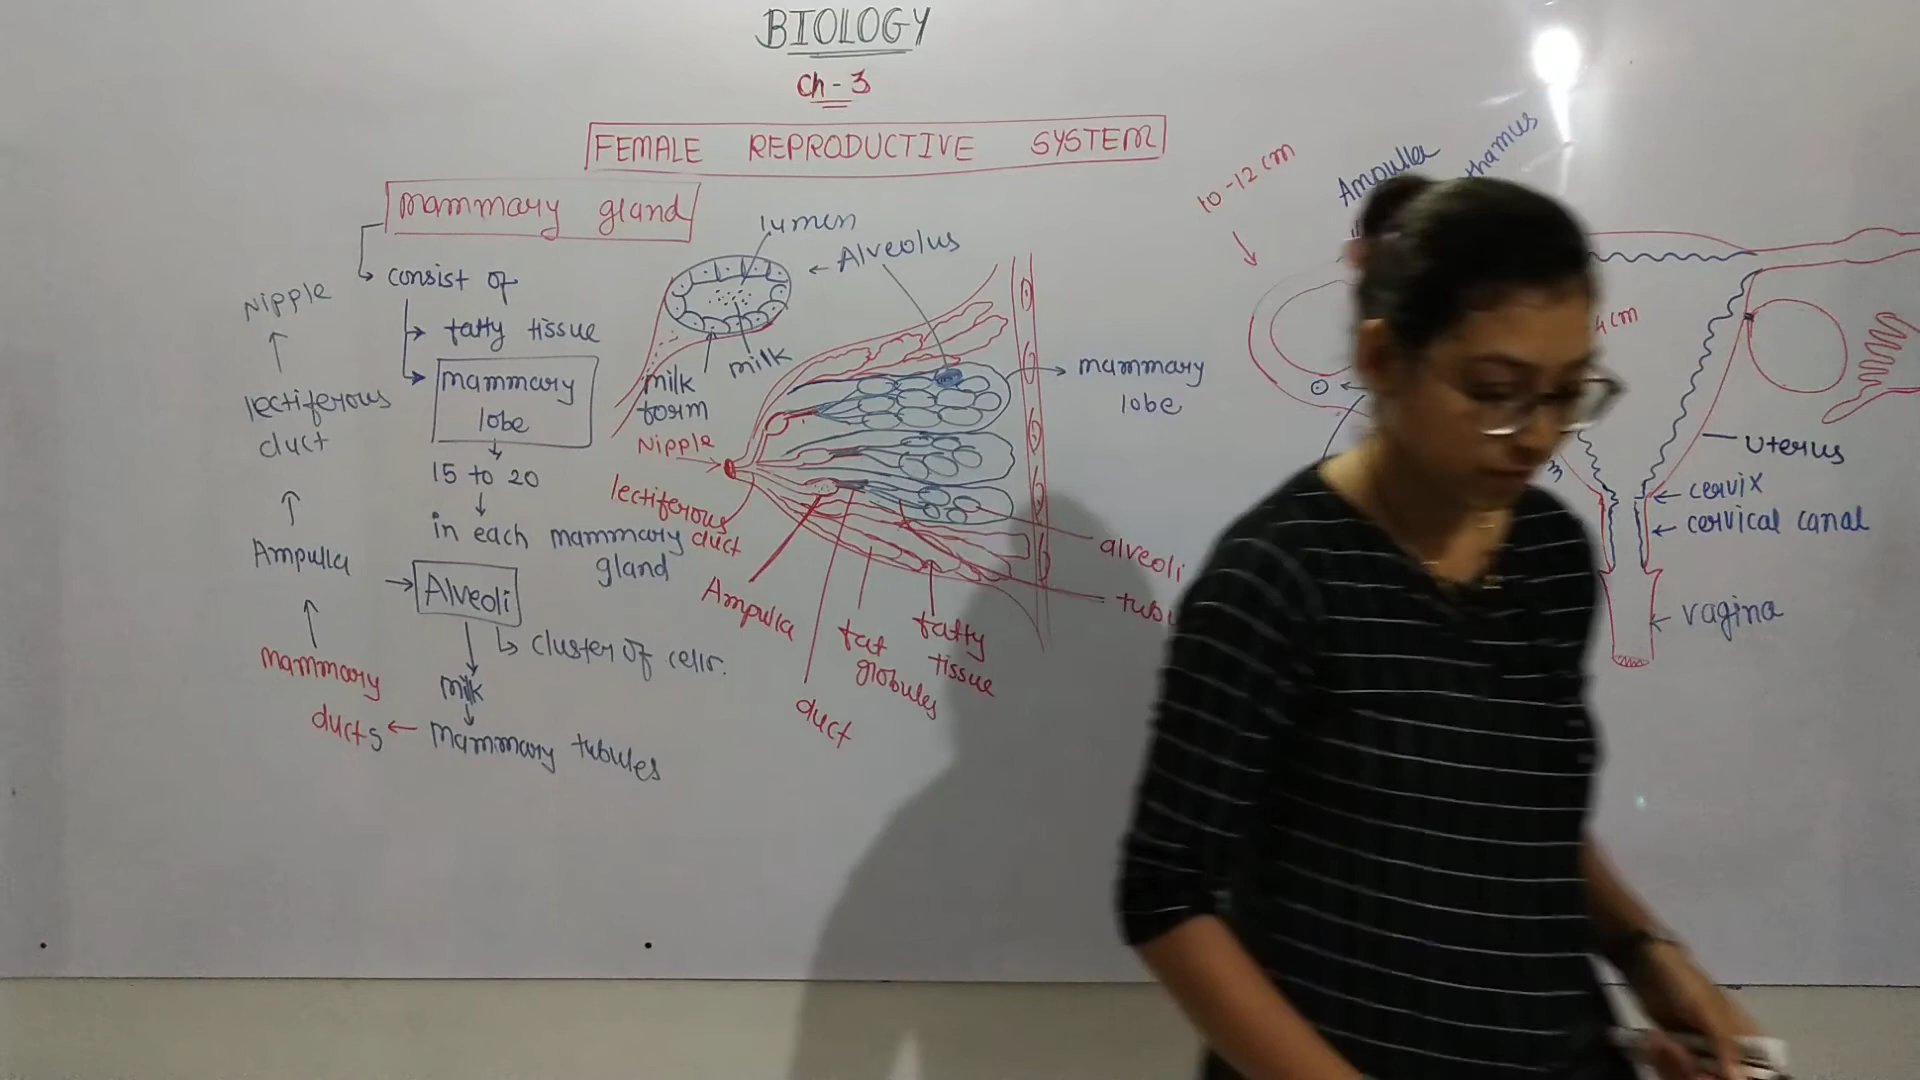 BIOLOGY
Ch - 3
FEMALE REPRODUCTIVE SYSTEM
mammary gland
consist of
fatty tissue
mammary
lobe
15 to 20
in each mammary
gland
Alveoli
cluster of cells.
milk
mammary tubules
mammary
ducts
Ampulla
lectiferous
duct
Nipple
lumen
Alveolus
milk
milk
form
Nipple
lectiferous
duct
Ampulla
duct
fat
globules
fatty
tissue
mammary
lobe
alveoli
10-12 cm
Ampulla
4 cm
uterus
cervix
cervical canal
vagina